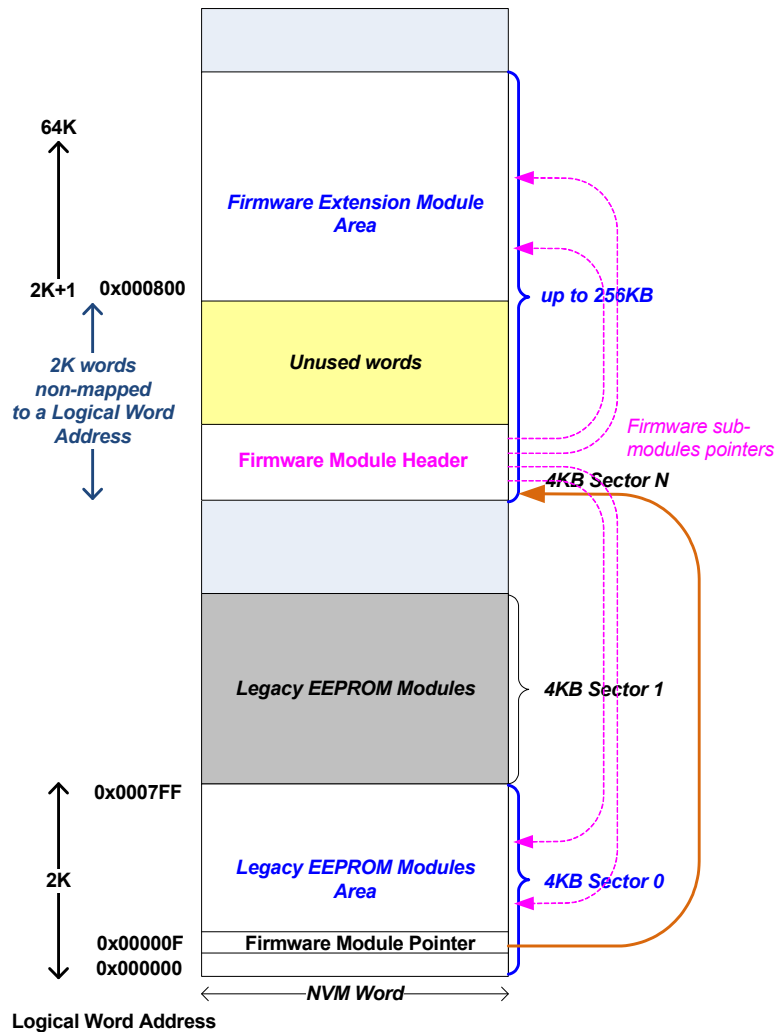 64K
Firmware Extension Module
Area
2K+1
0x000800
up to 256KB
2K words
non-mapped
to a Logical Word
Address
Unused words
Firmware sub-
modules pointers
Firmware Module Header
4KB Sector N
Legacy EEPROM Modules
4KB Sector 1
0x0007FF
2K
Legacy EEPROM Modules
Area
4KB Sector 0
0x00000F
Firmware Module Pointer
0x000000
NVM Word
Logical Word Address